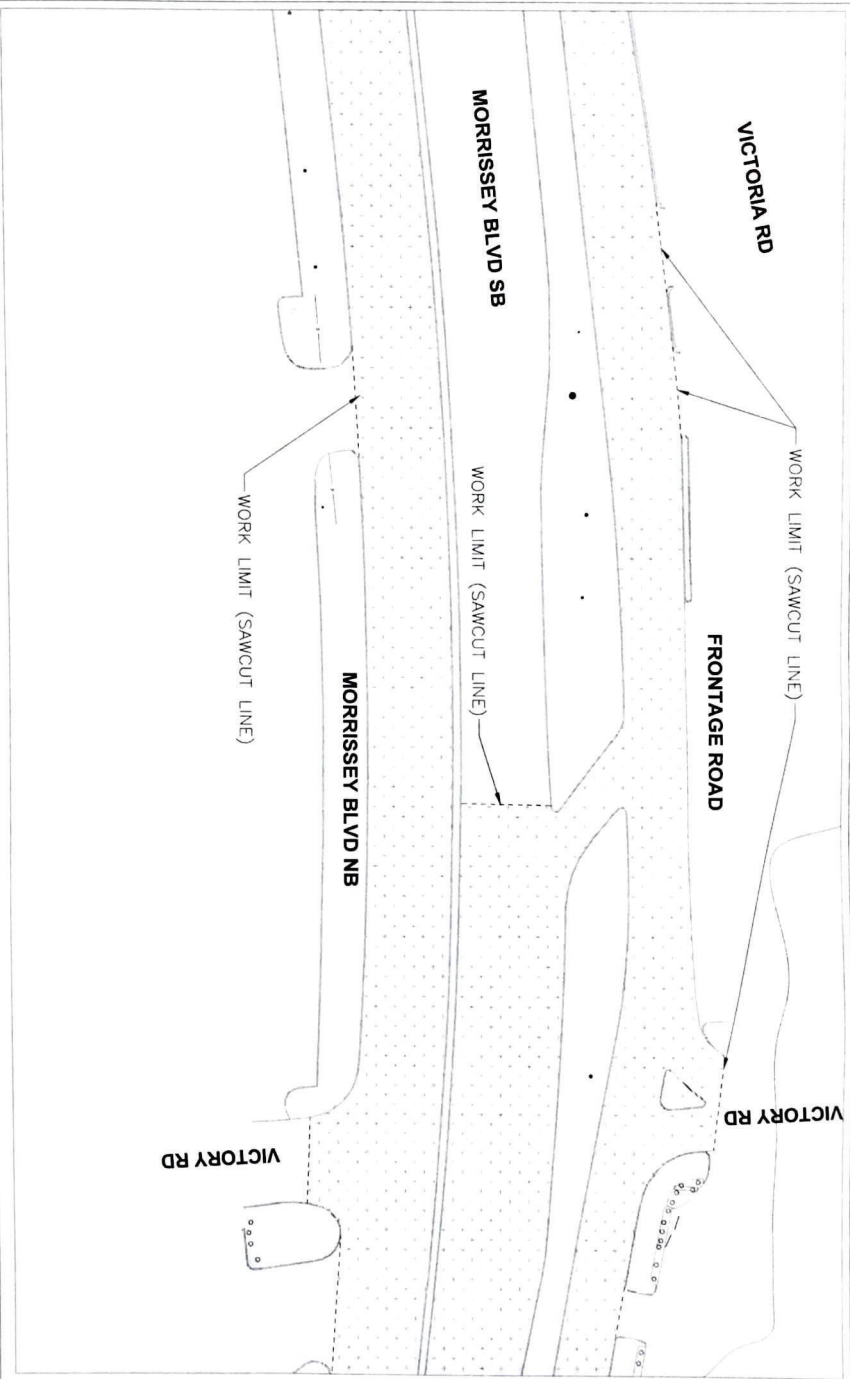 VICTORIA RD
MORRISSEY BLVD SB
WORK LIMIT (SAWCUT LINE)
WORK LIMIT (SAWCUT LINE)
WORK LIMIT (SAWCUT LINE)
FRONTAGE ROAD
MORRISSEY BLVD NB
VICTORY RD
VICTORY RD